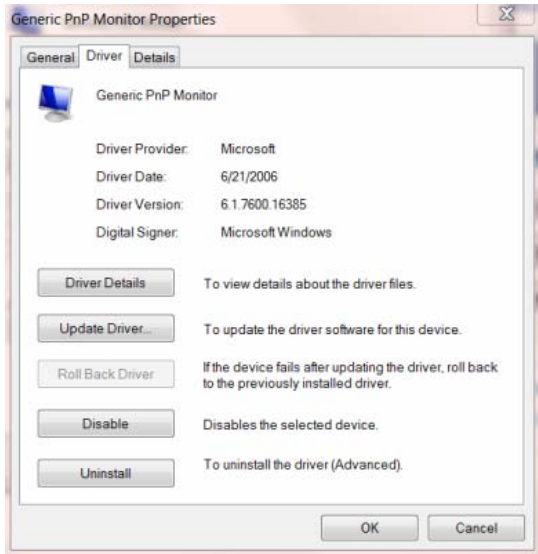 Generic PnP Monitor Properties
General Driver Details
Generic PnP Monitor
Driver Provider: Microsoft
Driver Date: 6/21/2006
Driver Version: 6.1.7600.16385
Digital Signer: Microsoft Windows
Driver Details To view details about the driver files.
Update Driver... To update the driver software for this device.
Roll Back Driver If the device fails after updating the driver, roll back
to the previously installed driver.
Disable Disables the selected device.
Uninstall To uninstall the driver (Advanced).
OK Cancel